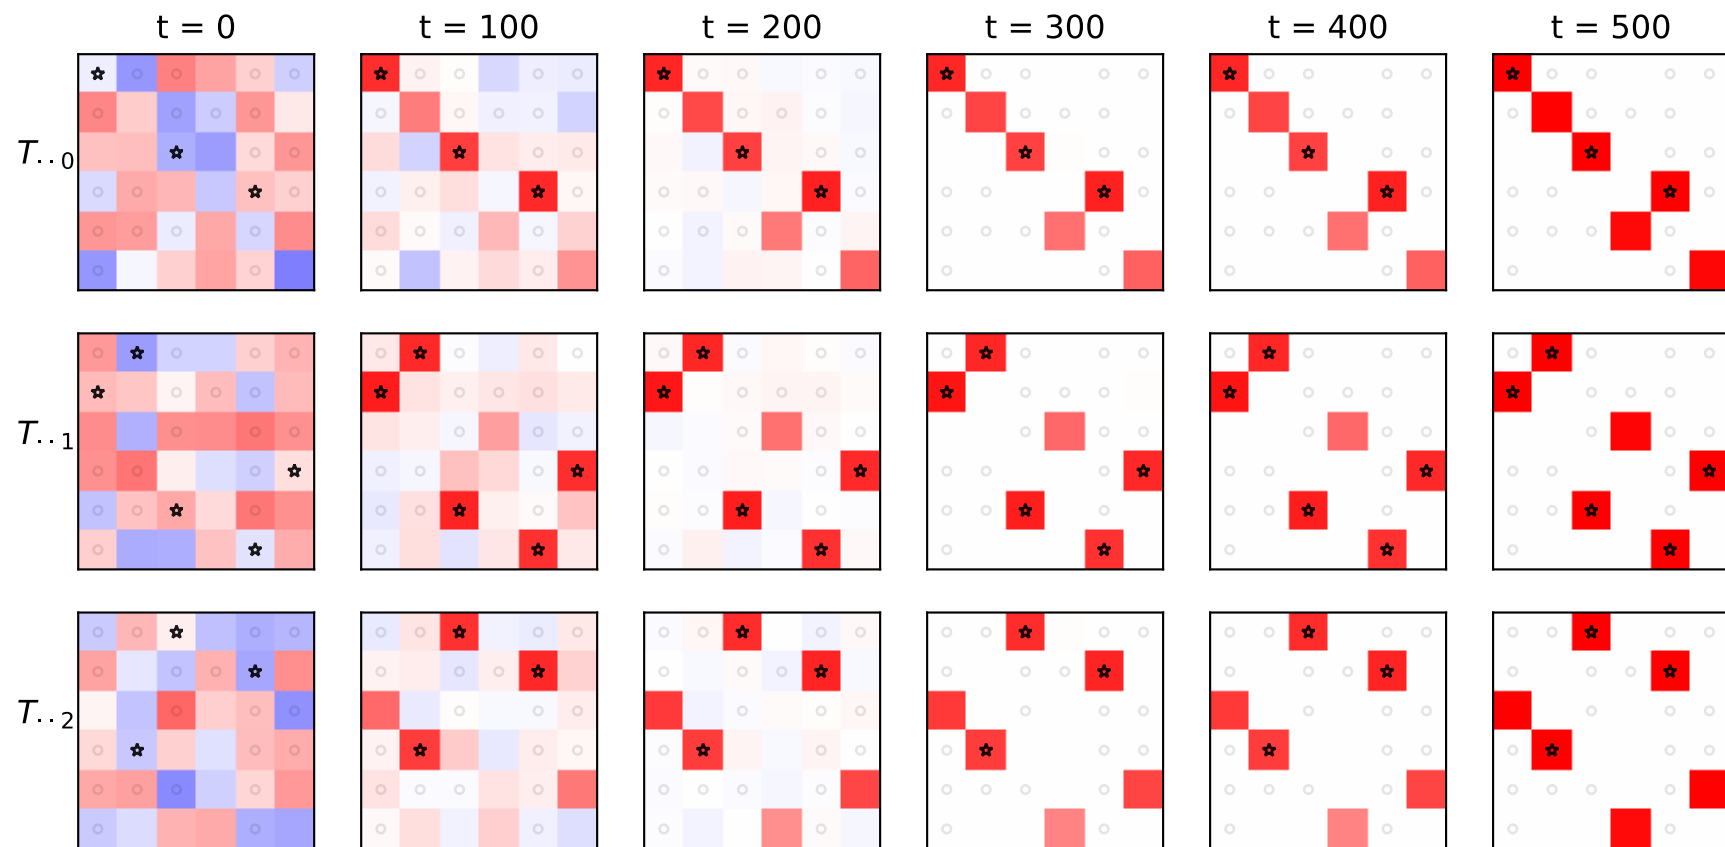 t = 0 t = 100 t = 200 t = 300 t = 400 t = 500
T..0
T..1
T..2